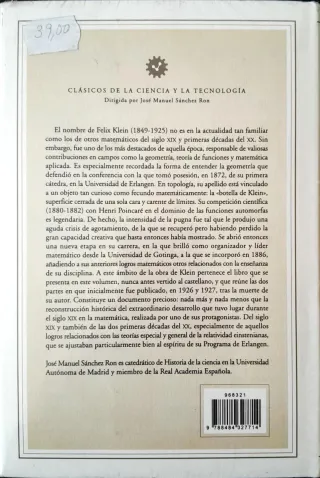 39,00
CLÁSICOS DE LA CIENCIA Y LA TECNOLOGÍA
Dirigida por José Manuel Sánchez Ron
El nombre de Felix Klein (1849-1925) no es en la actualidad tan familiar
como los de otros matemáticos del siglo XIX y primeras décadas del XX. Sin
embargo, fue uno de los más destacados de aquella época, responsable de valiosas
contribuciones en campos como la geometría, teoría de funciones y matemática
aplicada. Es especialmente recordada la forma de entender la geometría que
defendió en la conferencia con la que tomó posesión, en 1872, de su primera
cátedra, en la Universidad de Erlangen. En topología, su apellido está vinculado
a un objeto tan curioso como fecundo matemáticamente: la «botella de Klein»,
superficie cerrada de una sola cara y carente de límites. Su competición científica
(1880-1882) con Henri Poincaré en el dominio de las funciones automorfas
es legendaria. De hecho, la intensidad de la pugna fue tal que le produjo una
aguda crisis de agotamiento, de la que se recuperó pero habiendo perdido la
gran capacidad creativa que hasta entonces había mostrado. Se abrió entonces
una nueva etapa en su carrera, en la que brilló como organizador y líder
matemático desde la Universidad de Gotinga, a la que se incorporó en 1886,
añadiendo a sus anteriores logros matemáticos otros relacionados con la enseñanza
de su disciplina. A este ámbito de la obra de Klein pertenece el libro que se
presenta en este volumen, nunca antes vertido al castellano, y que reúne las dos
partes en que inicialmente fue publicado, en 1926 y 1927, tras la muerte de
su autor. Constituye un documento precioso: nada más y nada menos que la
reconstrucción histórica del extraordinario desarrollo que tuvo lugar durante
el siglo XIX en la matemática, realizada por uno de sus protagonistas. Del siglo
XIX y también de las dos primeras décadas del XX, especialmente de aquellos
logros relacionados con las teorías especial y general de la relatividad einsteinianas,
que se ajustaban particularmente bien al espíritu de su Programa de Erlangen.
José Manuel Sánchez Ron es catedrático de Historia de la ciencia en la Universidad
Autónoma de Madrid y miembro de la Real Academia Española.
968321
9 788484 327714